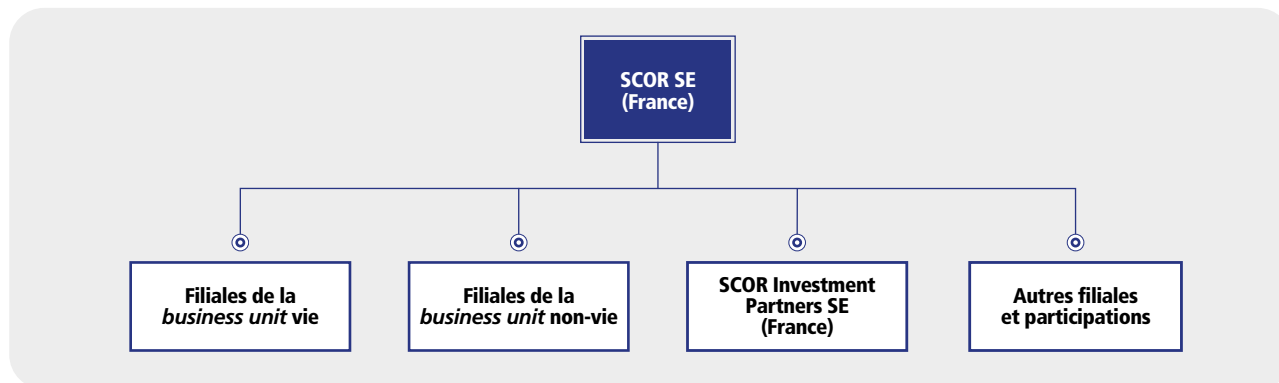 SCOR SE
(France)
Filiales de la
business unit vie
Filiales de la
business unit non-vie
SCOR Investment
Partners SE
(France)
Autres filiales
et participations